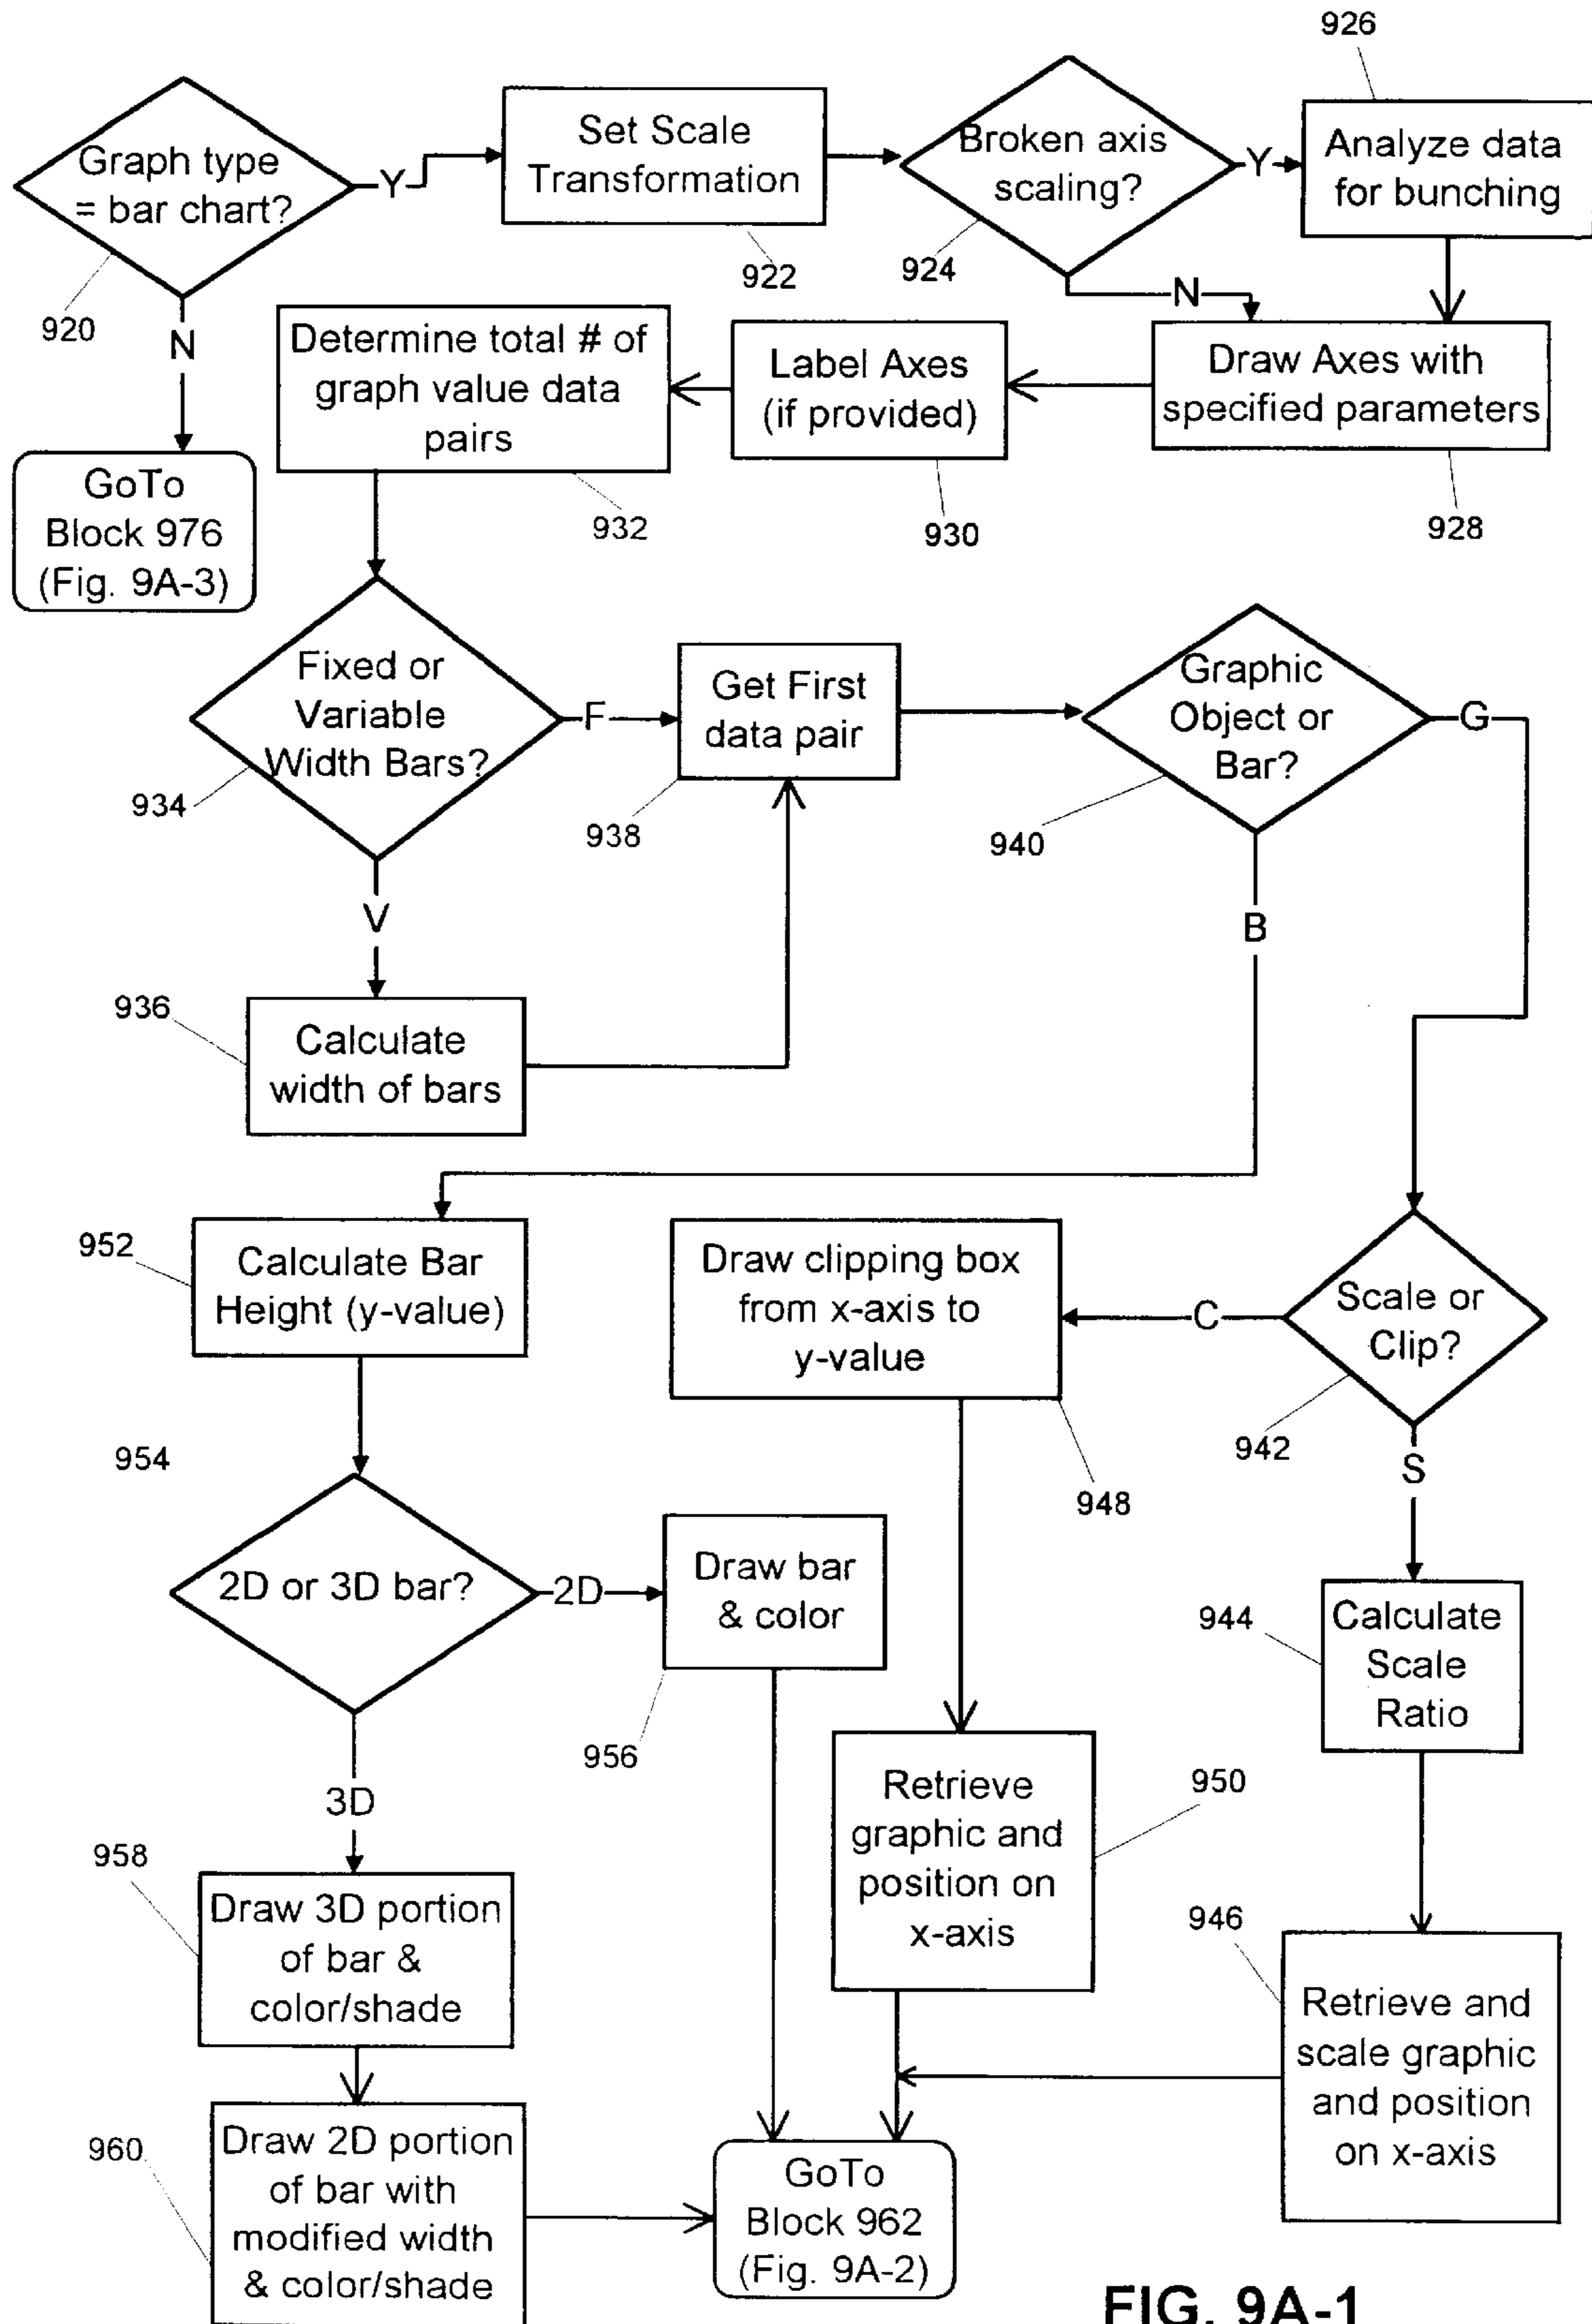 926
Graph type
= bar chart?
Y
Set Scale
Transformation
Broken axis
scaling?
Y
Analyze data
for bunching
920
922
924
N
N
Determine total # of
graph value data
pairs
Label Axes
(if provided)
Draw Axes with
specified parameters
GoTo
Block 976
(Fig. 9A-3)
932
930
928
Fixed or
Variable
Width Bars?
F
Get First
data pair
Graphic
Object or
Bar?
G
934
938
940
V
B
936
Calculate
width of bars
952
Calculate Bar
Height (y-value)
Draw clipping box
from x-axis to
y-value
C
Scale or
Clip?
942
954
S
948
2D or 3D bar?
2D
Draw bar
& color
944
Calculate
Scale
Ratio
956
3D
Retrieve
graphic and
position on
x-axis
950
958
Draw 3D portion
of bar &
color/shade
946
Retrieve and
scale graphic
and position
on x-axis
960
Draw 2D portion
of bar with
modified width
& color/shade
GoTo
Block 962
(Fig. 9A-2)
FIG. 9A-1